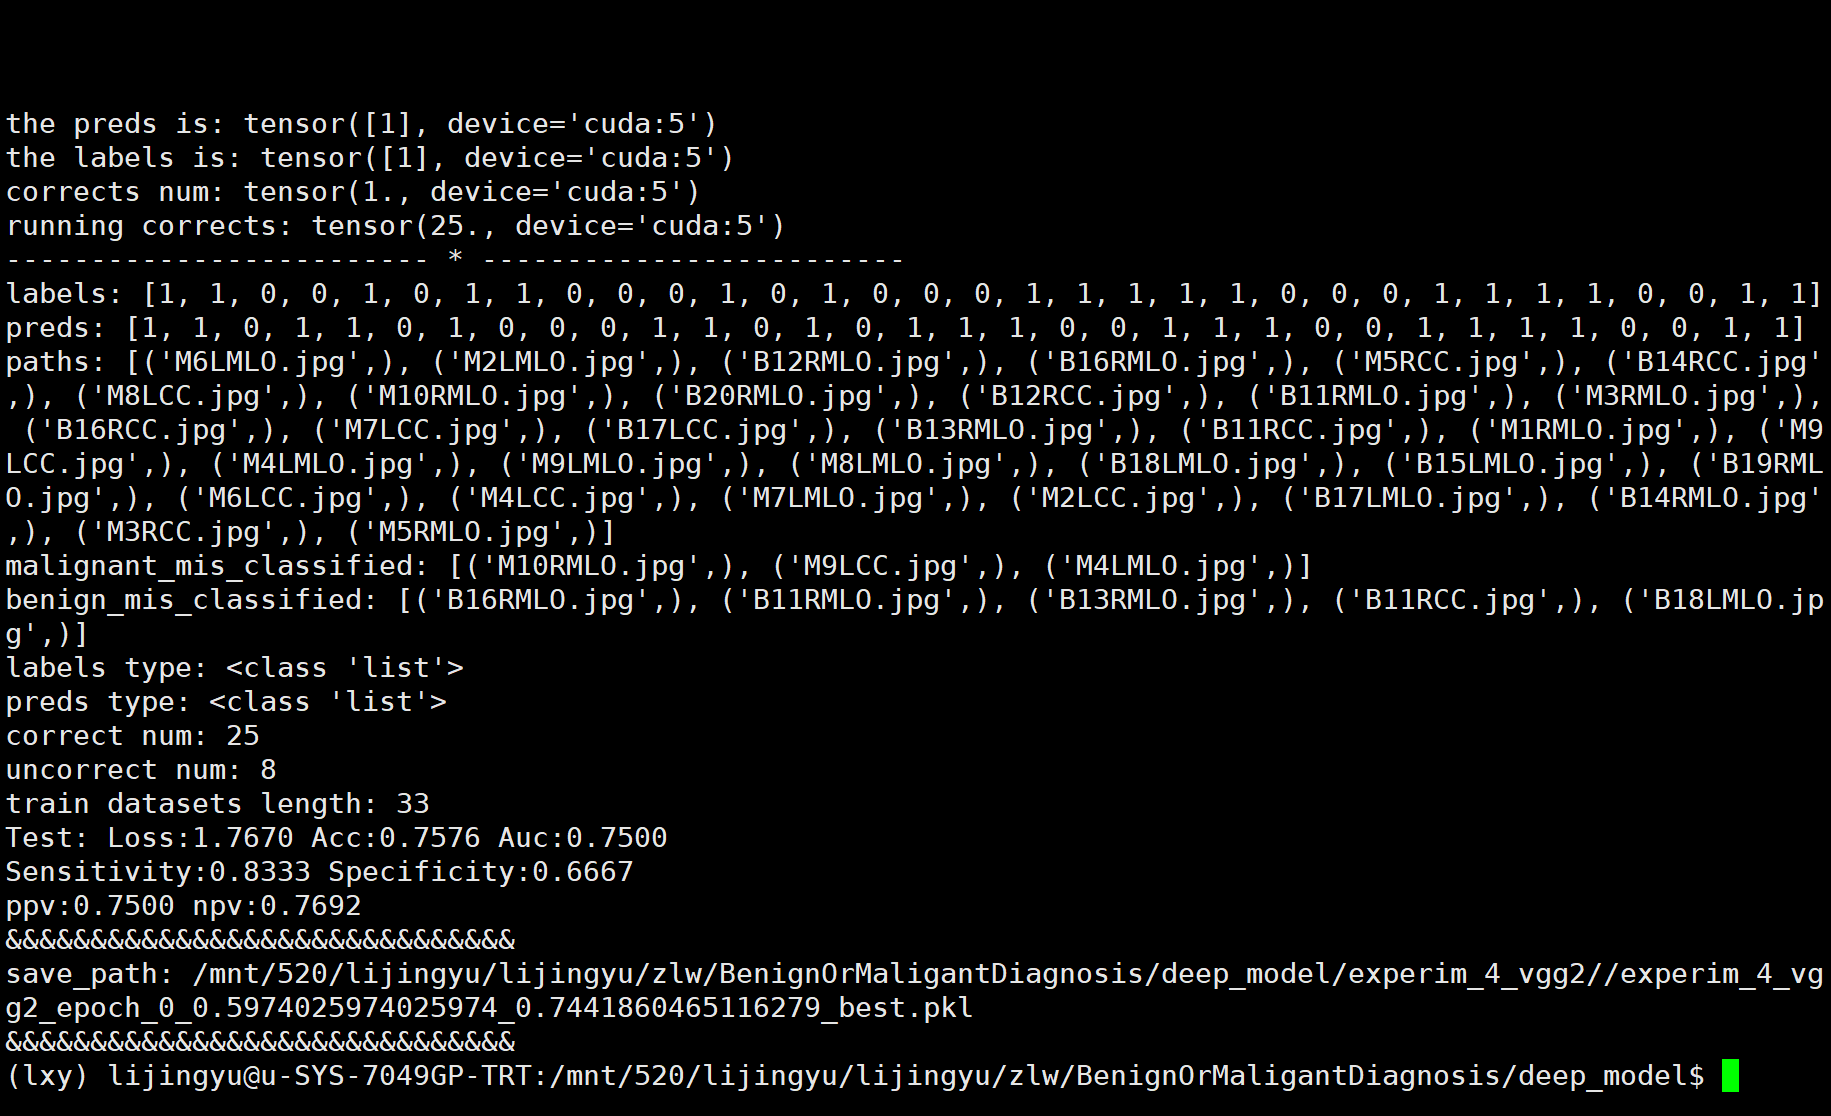 the preds is: tensor([1], device='cuda:5')
the labels is: tensor([1], device='cuda:5')
corrects num: tensor(1., device='cuda:5')
running corrects: tensor(25., device='cuda:5')
------------------------- * -------------------------
labels: [1, 1, 0, 0, 1, 0, 1, 1, 0, 0, 0, 1, 0, 1, 0, 0, 0, 1, 1, 1, 1, 1, 0, 0, 0, 1, 1, 1, 1, 0, 0, 1, 1]
preds: [1, 1, 0, 1, 1, 0, 1, 0, 0, 0, 1, 1, 0, 1, 0, 1, 1, 1, 0, 0, 1, 1, 1, 0, 0, 1, 1, 1, 1, 0, 0, 1, 1]
paths: [('M6LMLO.jpg',), ('M2LMLO.jpg',), ('B12RMLO.jpg',), ('B16RMLO.jpg',), ('M5RCC.jpg',), ('B14RCC.jpg'
,), ('M8LCC.jpg',), ('M10RMLO.jpg',), ('B20RMLO.jpg',), ('B12RCC.jpg',), ('B11RMLO.jpg',), ('M3RMLO.jpg',),
 ('B16RCC.jpg',), ('M7LCC.jpg',), ('B17LCC.jpg',), ('B13RMLO.jpg',), ('B11RCC.jpg',), ('M1RMLO.jpg',), ('M9
LCC.jpg',), ('M4LMLO.jpg',), ('M9LMLO.jpg',), ('M8LMLO.jpg',), ('B18LMLO.jpg',), ('B15LMLO.jpg',), ('B19RML
O.jpg',), ('M6LCC.jpg',), ('M4LCC.jpg',), ('M7LMLO.jpg',), ('M2LCC.jpg',), ('B17LMLO.jpg',), ('B14RMLO.jpg'
,), ('M3RCC.jpg',), ('M5RMLO.jpg',)]
malignant_mis_classified: [('M10RMLO.jpg',), ('M9LCC.jpg',), ('M4LMLO.jpg',)]
benign_mis_classified: [('B16RMLO.jpg',), ('B11RMLO.jpg',), ('B13RMLO.jpg',), ('B11RCC.jpg',), ('B18LMLO.jp
g',)]
labels type: <class 'list'>
preds type: <class 'list'>
correct num: 25
uncorrect num: 8
train datasets length: 33
Test: Loss:1.7670 Acc:0.7576 Auc:0.7500
Sensitivity:0.8333 Specificity:0.6667
ppv:0.7500 npv:0.7692
&&&&&&&&&&&&&&&&&&&&&&&&&&&&&&
save_path: /mnt/520/lijingyu/lijingyu/zlw/BenignOrMaligantDiagnosis/deep_model/experim_4_vgg2//experim_4_vg
g2_epoch_0_0.5974025974025974_0.7441860465116279_best.pkl
&&&&&&&&&&&&&&&&&&&&&&&&&&&&&&
(lxy) lijingyu@u-SYS-7049GP-TRT:/mnt/520/lijingyu/lijingyu/zlw/BenignOrMaligantDiagnosis/deep_model$